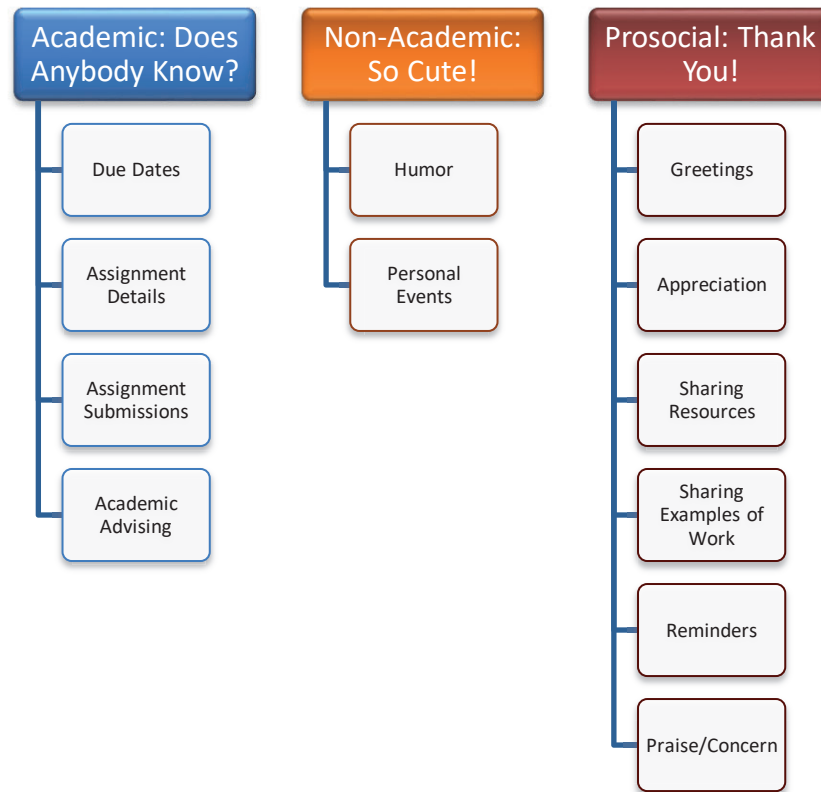 Academic: Does
Anybody Know?
Due Dates
Assignment
Details
Assignment
Submissions
Academic
Advising
Non-Academic:
So Cute!
Humor
Personal
Events
Prosocial: Thank
You!
Greetings
Appreciation
Sharing
Resources
Sharing
Examples of
Work
Reminders
Praise/Concern